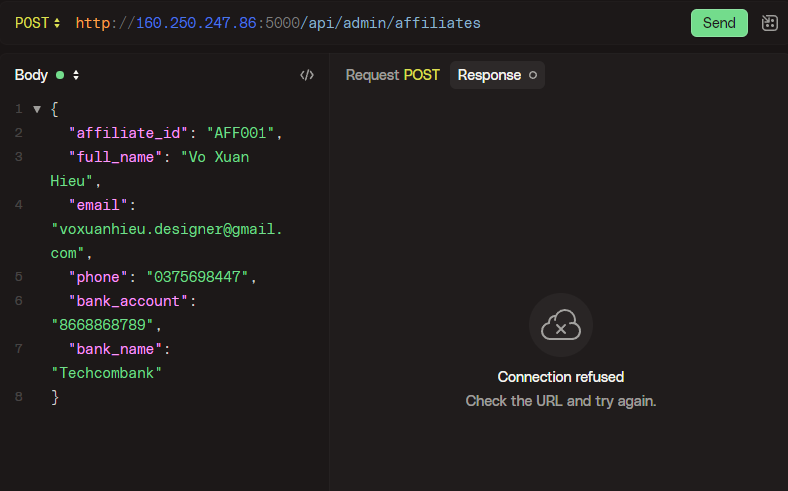 POST http://160.250.247.86:5000/api/admin/affiliates Send
Body </> Request POST Response
1 {
2 "affiliate_id": "AFF001",
3 "full_name": "Vo Xuan
Hieu",
4 "email":
"voxuanhieu.designer@gmail.
com",
5 "phone": "0375698447",
6 "bank_account":
"8668868789",
7 "bank_name":
"Techcombank"
8 }
Connection refused
Check the URL and try again.